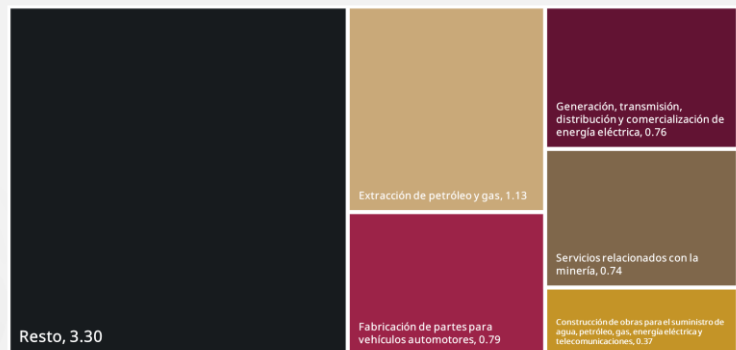 Resto, 3.30
Extracción de petróleo y gas, 1.13
Fabricación de partes para
vehículos automotores, 0.79
Generación, transmisión,
distribución y comercialización de
energía eléctrica, 0.76
Servicios relacionados con la
minería, 0.74
Construcción de obras para el suministro de
agua, petróleo, gas, energía eléctrica y
telecomunicaciones, 0.37